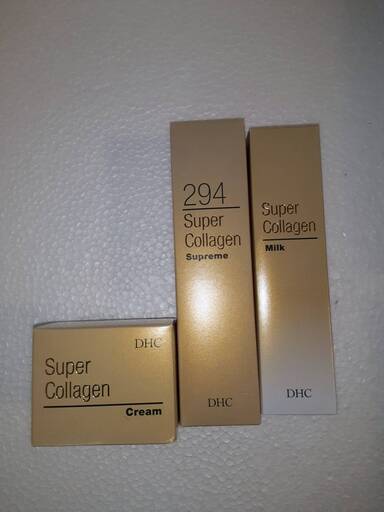 DHC
Super
Collagen
Cream
294
Super
Collagen
Supreme
DHC
Super
Collagen
Milk
DHC